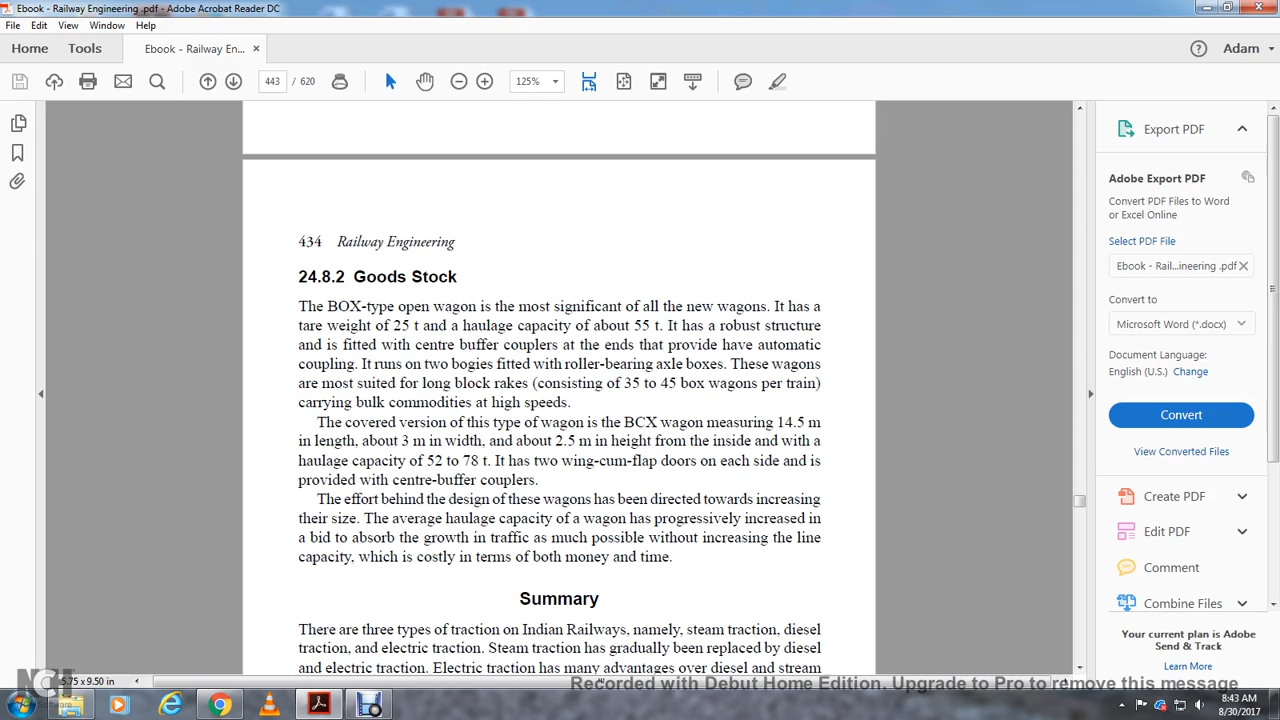 Ebook - Railway Engineering .pdf - Adobe Acrobat Reader DC
File Edit View Window Help
Home Tools Ebook - Railway En... × Adam
443 / 620 125%
434 Railway Engineering
24.8.2 Goods Stock
The BOX-type open wagon is the most significant of all the new wagons. It has a
tare weight of 25 t and a haulage capacity of about 55 t. It has a robust structure
and is fitted with centre buffer couplers at the ends that provide have automatic
coupling. It runs on two bogies fitted with roller-bearing axle boxes. These wagons
are most suited for long block rakes (consisting of 35 to 45 box wagons per train)
carrying bulk commodities at high speeds.
The covered version of this type of wagon is the BCX wagon measuring 14.5 m
in length, about 3 m in width, and about 2.5 m in height from the inside and with a
haulage capacity of 52 to 78 t. It has two wing-cum-flap doors on each side and is
provided with centre-buffer couplers.
The effort behind the design of these wagons has been directed towards increasing
their size. The average haulage capacity of a wagon has progressively increased in
a bid to absorb the growth in traffic as much possible without increasing the line
capacity, which is costly in terms of both money and time.
Summary
There are three types of traction on Indian Railways, namely, steam traction, diesel
traction, and electric traction. Steam traction has gradually been replaced by diesel
and electric traction. Electric traction has many advantages over diesel and stream
Export PDF
Adobe Export PDF
Convert PDF Files to Word
or Excel Online
Select PDF File
Ebook - Rail...ineering .pdf ×
Convert to
Microsoft Word (*.docx)
Document Language:
English (U.S.) Change
Convert
View Converted Files
Create PDF
Edit PDF
Comment
Combine Files
Your current plan is Adobe
Send & Track
Learn More
5.75 x 9.50 in
Recorded with Debut Home Edition. Upgrade to Pro to remove this message
NCH Software
8:43 AM
8/30/2017